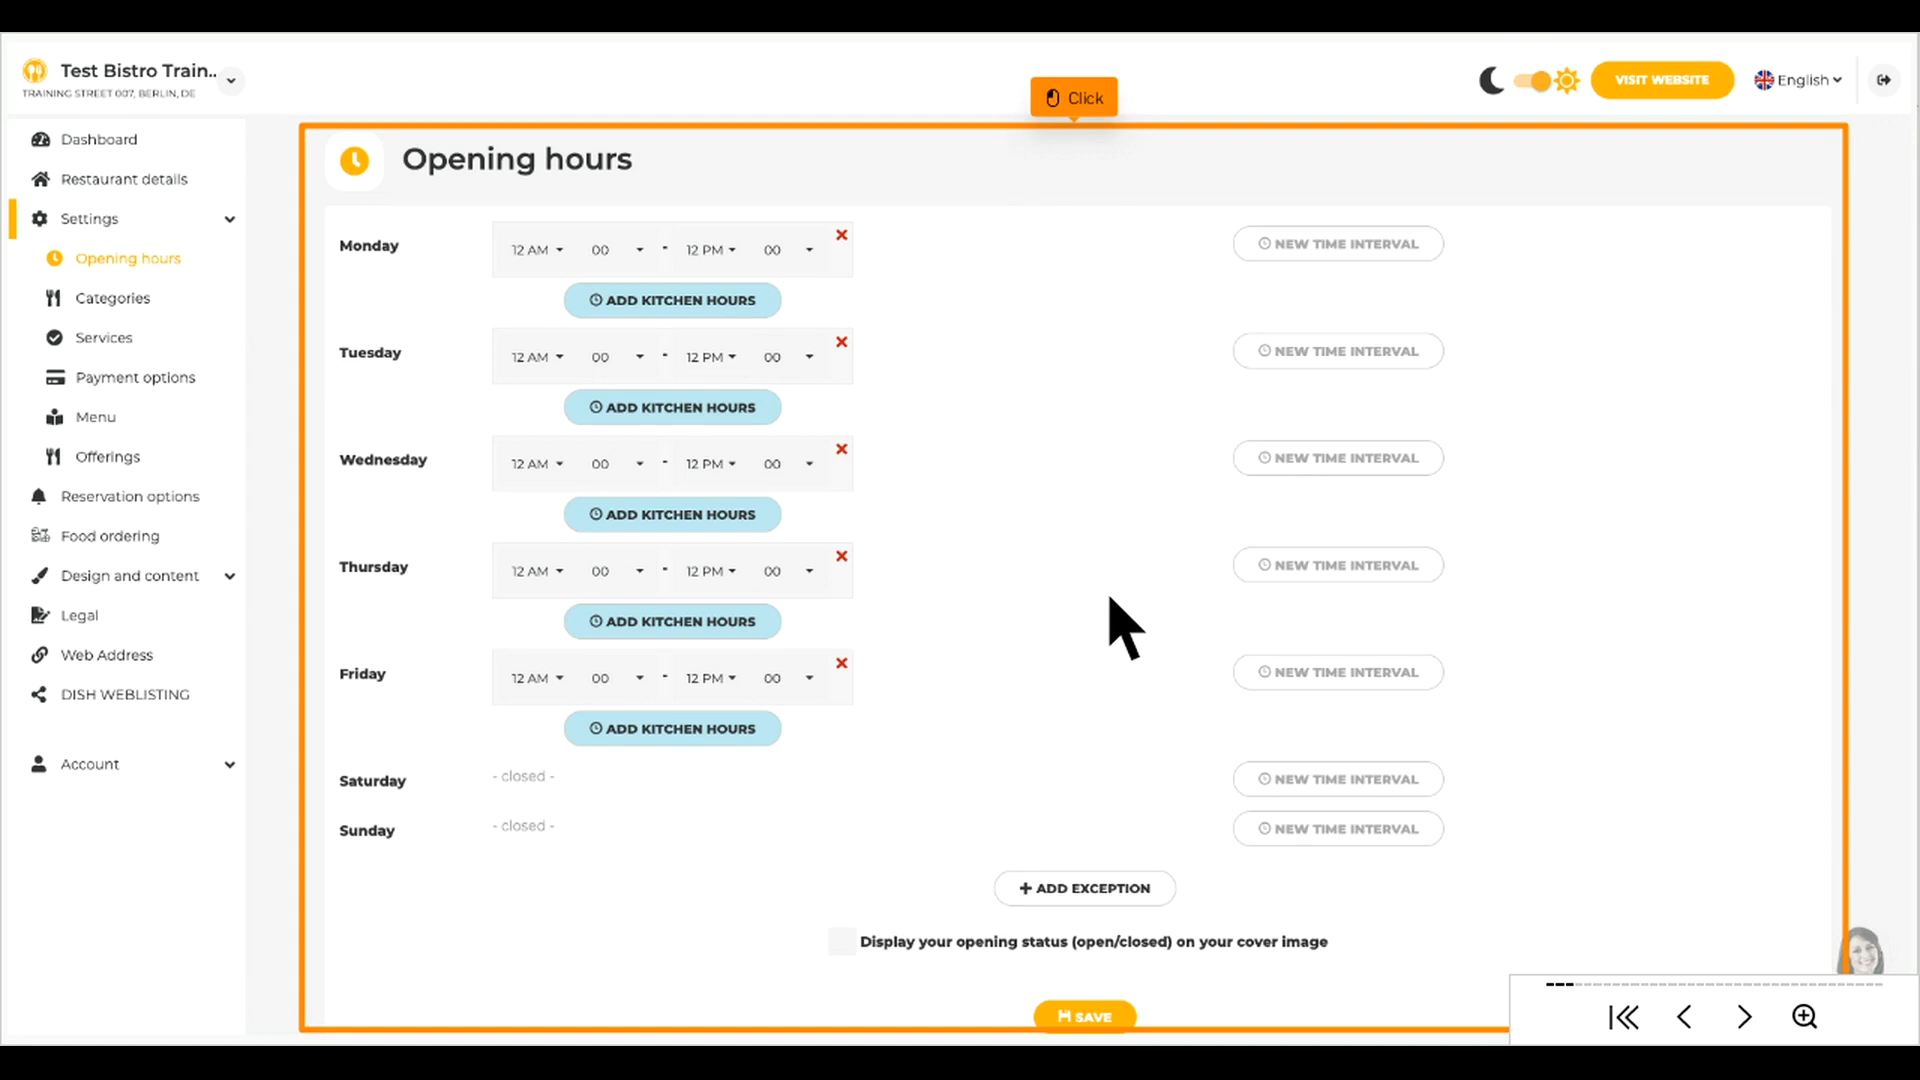 Test Bistro Train..
TRAINING STREET 007, BERLIN, DE
Click
VISIT WEBSITE
English
Dashboard
Restaurant details
Settings
Opening hours
Categories
Services
Payment options
Menu
Offerings
Reservation options
Food ordering
Design and content
Legal
Web Address
DISH WEBLISTING
Account
Opening hours
Monday 12 AM 00 - 12 PM 00 NEW TIME INTERVAL
ADD KITCHEN HOURS
Tuesday 12 AM 00 - 12 PM 00 NEW TIME INTERVAL
ADD KITCHEN HOURS
Wednesday 12 AM 00 - 12 PM 00 NEW TIME INTERVAL
ADD KITCHEN HOURS
Thursday 12 AM 00 - 12 PM 00 NEW TIME INTERVAL
ADD KITCHEN HOURS
Friday 12 AM 00 - 12 PM 00 NEW TIME INTERVAL
ADD KITCHEN HOURS
Saturday - closed - NEW TIME INTERVAL
Sunday - closed - NEW TIME INTERVAL
ADD EXCEPTION
Display your opening status (open/closed) on your cover image
SAVE